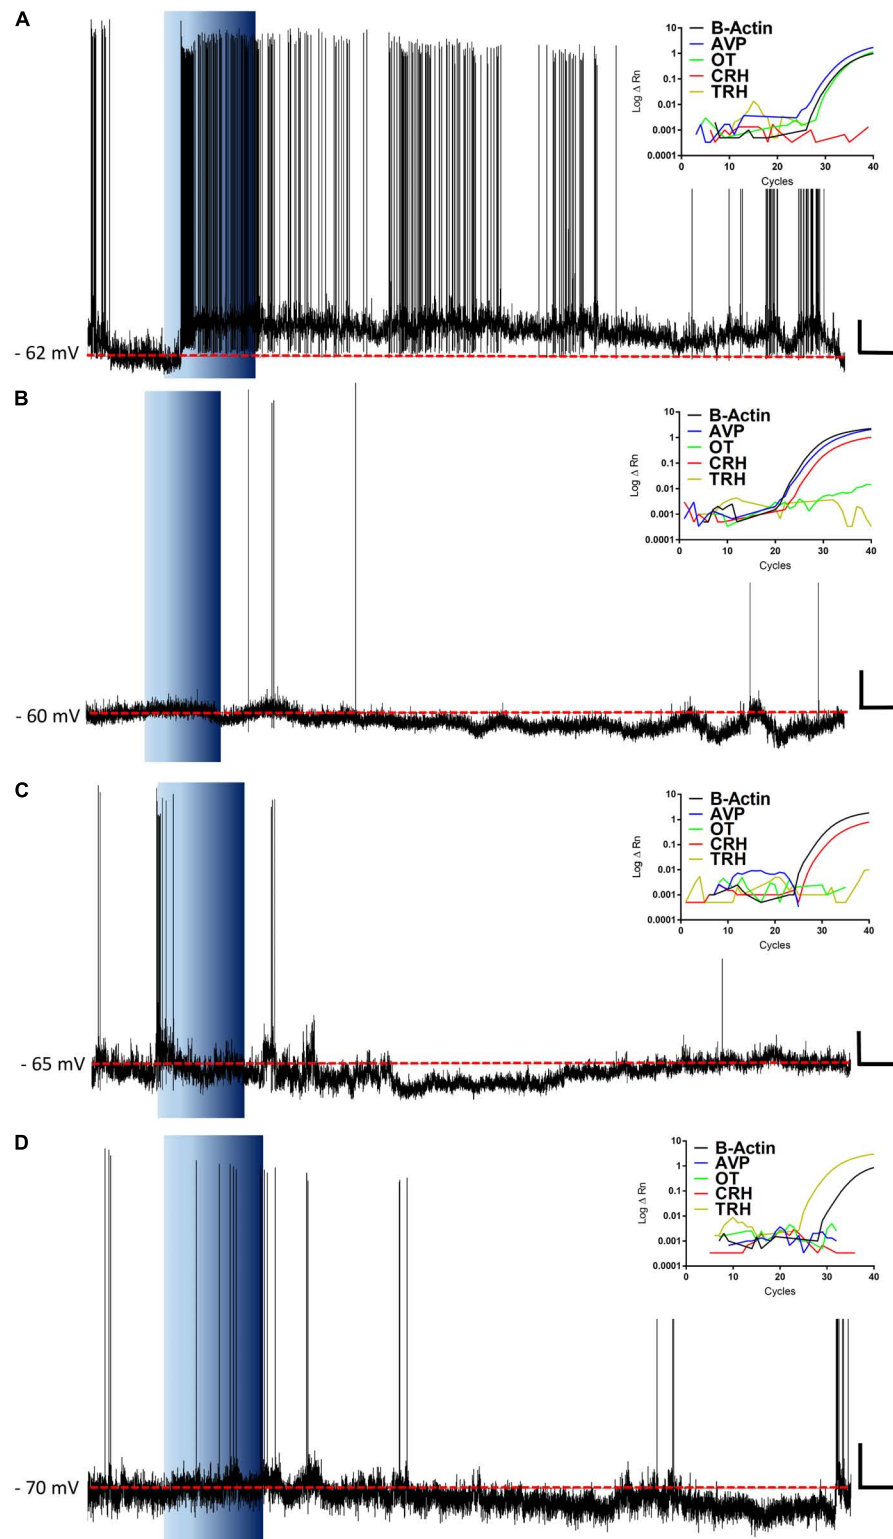 A
B-Actin
AVP
OT
CRH
TRH
Log Δ Rn
10
1
0.1
0.01
0.001
0.0001
0 10 20 30 40
Cycles
- 62 mV
B
B-Actin
AVP
OT
CRH
TRH
Log Δ Rn
10
1
0.1
0.01
0.001
0.0001
0 10 20 30 40
Cycles
- 60 mV
C
B-Actin
AVP
OT
CRH
TRH
Log Δ Rn
10
1
0.1
0.01
0.001
0.0001
0 10 20 30 40
Cycles
- 65 mV
D
B-Actin
AVP
OT
CRH
TRH
Log Δ Rn
10
1
0.1
0.01
0.001
0.0001
0 10 20 30 40
Cycles
- 70 mV